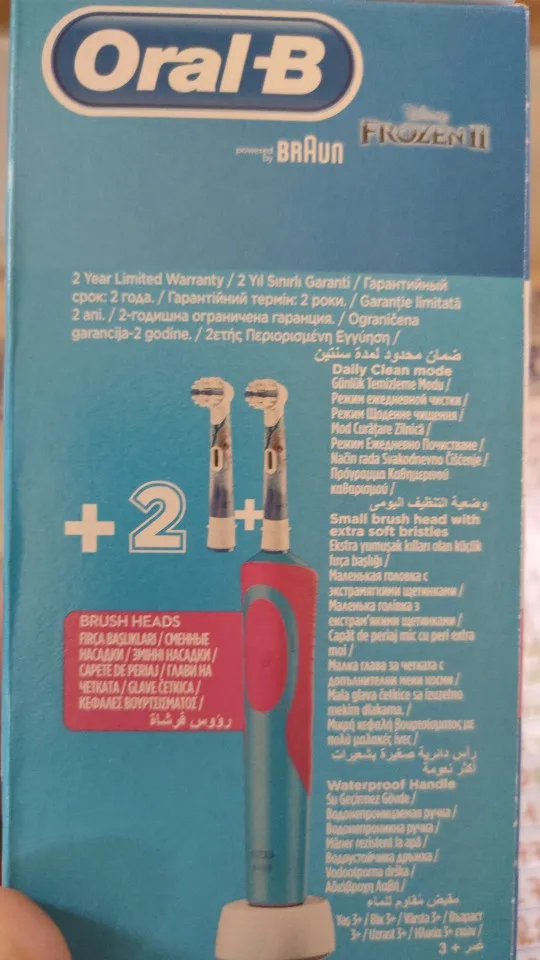 Oral-B
powered
by BRAUN
Disney
FROZEN II
2 Year Limited Warranty / 2 Yıl Sınırlı Garanti / Гарантийный
срок: 2 года. / Гарантійний термін: 2 роки. / Garanție limitată
2 ani. / 2-годишна ограничена гаранция. / Ograničena
garancija-2 godine. / 2ετής Περιορισμένη Εγγύηση /
ضمان محدود لمدة سنتين
Daily Clean mode
Günlük Temizleme Modu /
Режим ежедневной чистки /
Режим Щоденне чищення /
Mod Curățare Zilnică /
Режим Ежедневно Почистване /
Način rada Svakodnevno Čišćenje /
Πρόγραμμα Καθημερινού
καθαρισμού /
وضعية التنظيف اليومى
Small brush head with
extra soft bristles
Ekstra yumuşak kılları olan küçük
fırça başlığı /
Маленькая головка с
экстрамягкими щетинками /
Маленька голівка з
екстрам'якими щетинками /
Capăt de periaj mic cu peri extra
moi /
Малка глава за четката с
допълнително меки косми /
Mala glava četkice sa izuzetno
mekim dlakama. /
Μικρή κεφαλή βουρτσίσματος με
πολύ μαλακές ίνες /
رأس دائرية صغيرة بشعيرات
أكثر نعومة
Waterproof Handle
Su Geçirmez Gövde /
Водонепроницаемая ручка /
Водонепроникна ручка /
Mâner rezistent la apă /
Водоустойчива дръжка /
Vodootporna drška /
Αδιάβροχη Λαβή /
مقبض مقاوم للماء
Yaş 3+ / Вік 3+ / Vârsta 3+ / Възраст
3+ / Uzrast 3+ / Ηλικία 3+ ετών /
عمر + 3
+2
+
BRUSH HEADS
FIRÇA BAŞLIKLARI / СМЕННЫЕ
НАСАДКИ / ЗМІННІ НАСАДКИ /
CAPETE DE PERIAJ / ГЛАВИ НА
ЧЕТКАТА / GLAVE ČETKICA /
ΚΕΦΑΛΕΣ ΒΟΥΡΤΣΙΣΜΑΤΟΣ /
رؤوس فرشاة